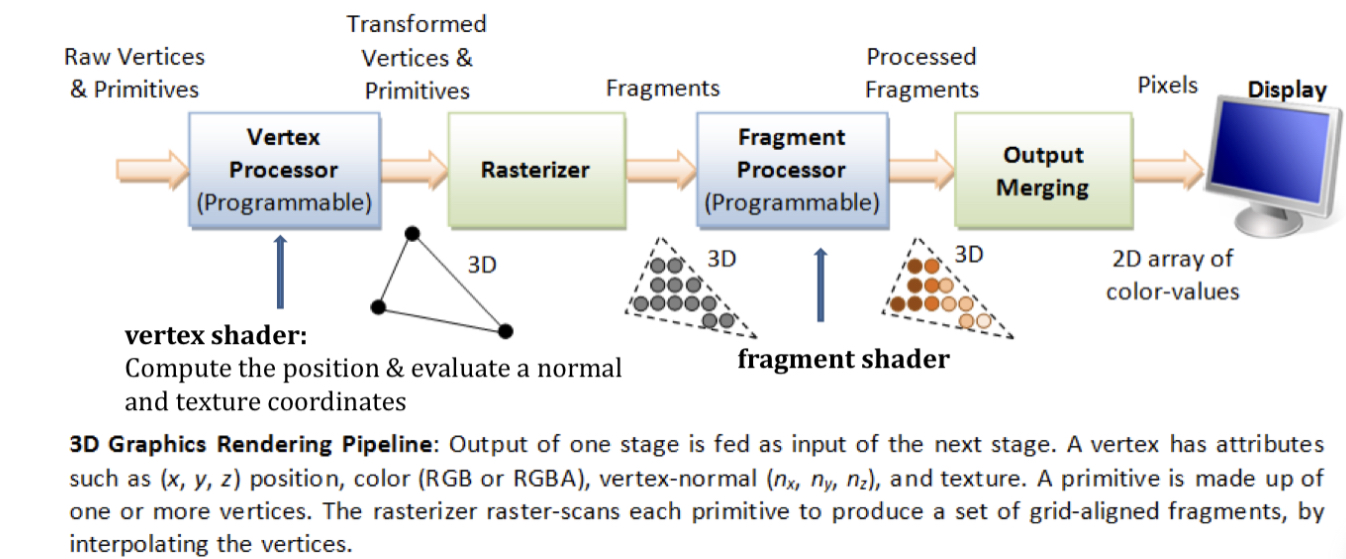 Raw Vertices
& Primitives
Transformed
Vertices &
Primitives
Fragments
Processed
Fragments
Pixels
Display
Vertex
Processor
(Programmable)
Rasterizer
Fragment
Processor
(Programmable)
Output
Merging
3D
3D
3D
2D array of
color-values
vertex shader:
Compute the position & evaluate a normal
and texture coordinates
fragment shader
3D Graphics Rendering Pipeline: Output of one stage is fed as input of the next stage. A vertex has attributes
such as (x, y, z) position, color (RGB or RGBA), vertex-normal (nx, ny, nz), and texture. A primitive is made up of
one or more vertices. The rasterizer raster-scans each primitive to produce a set of grid-aligned fragments, by
interpolating the vertices.